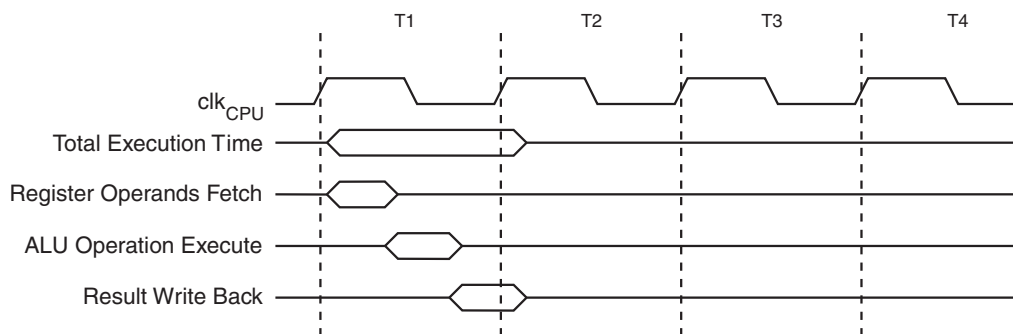 T1 T2 T3 T4
clkCPU
Total Execution Time
Register Operands Fetch
ALU Operation Execute
Result Write Back